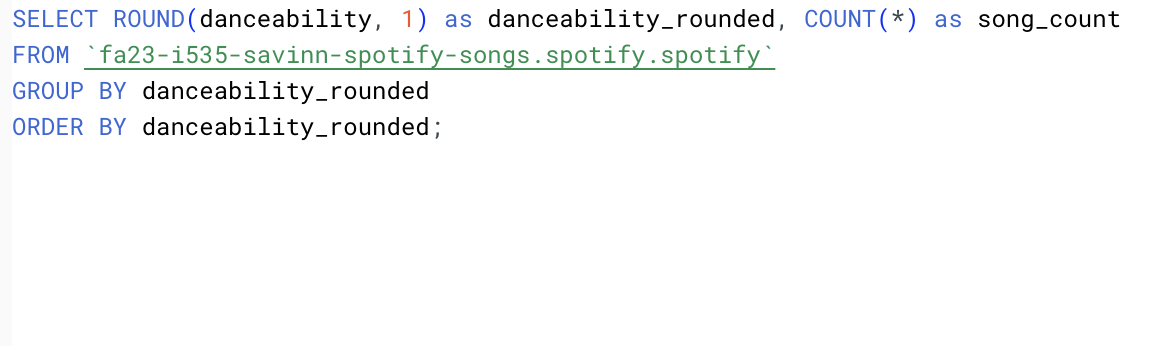 SELECT ROUND(danceability, 1) as danceability_rounded, COUNT(*) as song_count
FROM `fa23-i535-savinn-spotify-songs.spotify.spotify`
GROUP BY danceability_rounded
ORDER BY danceability_rounded;